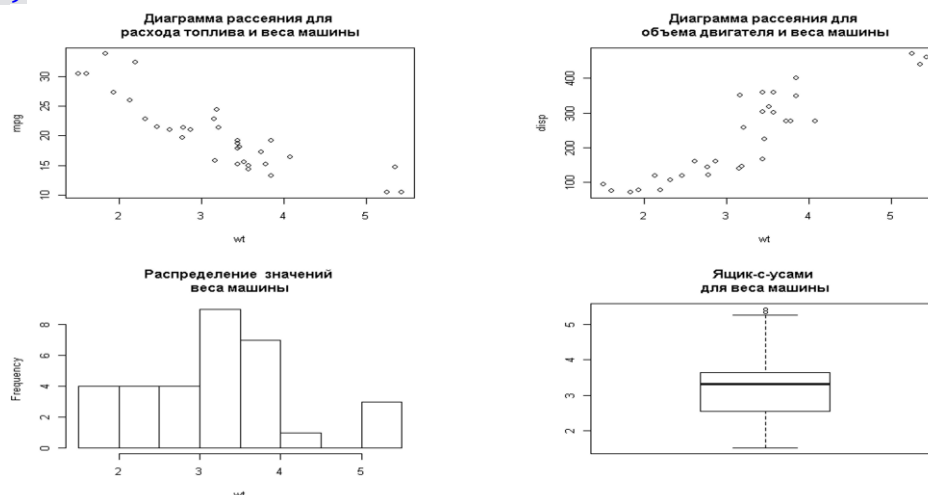 Диаграмма рассеяния для
расхода топлива и веса машины
mpg
30
25
20
15
10
2 3 4 5
wt
Диаграмма рассеяния для
объема двигателя и веса машины
disp
400
300
200
100
2 3 4 5
wt
Распределение значений
веса машины
Frequency
8
6
4
2
0
2 3 4 5
wt
Ящик-с-усами
для веса машины
5
4
3
2